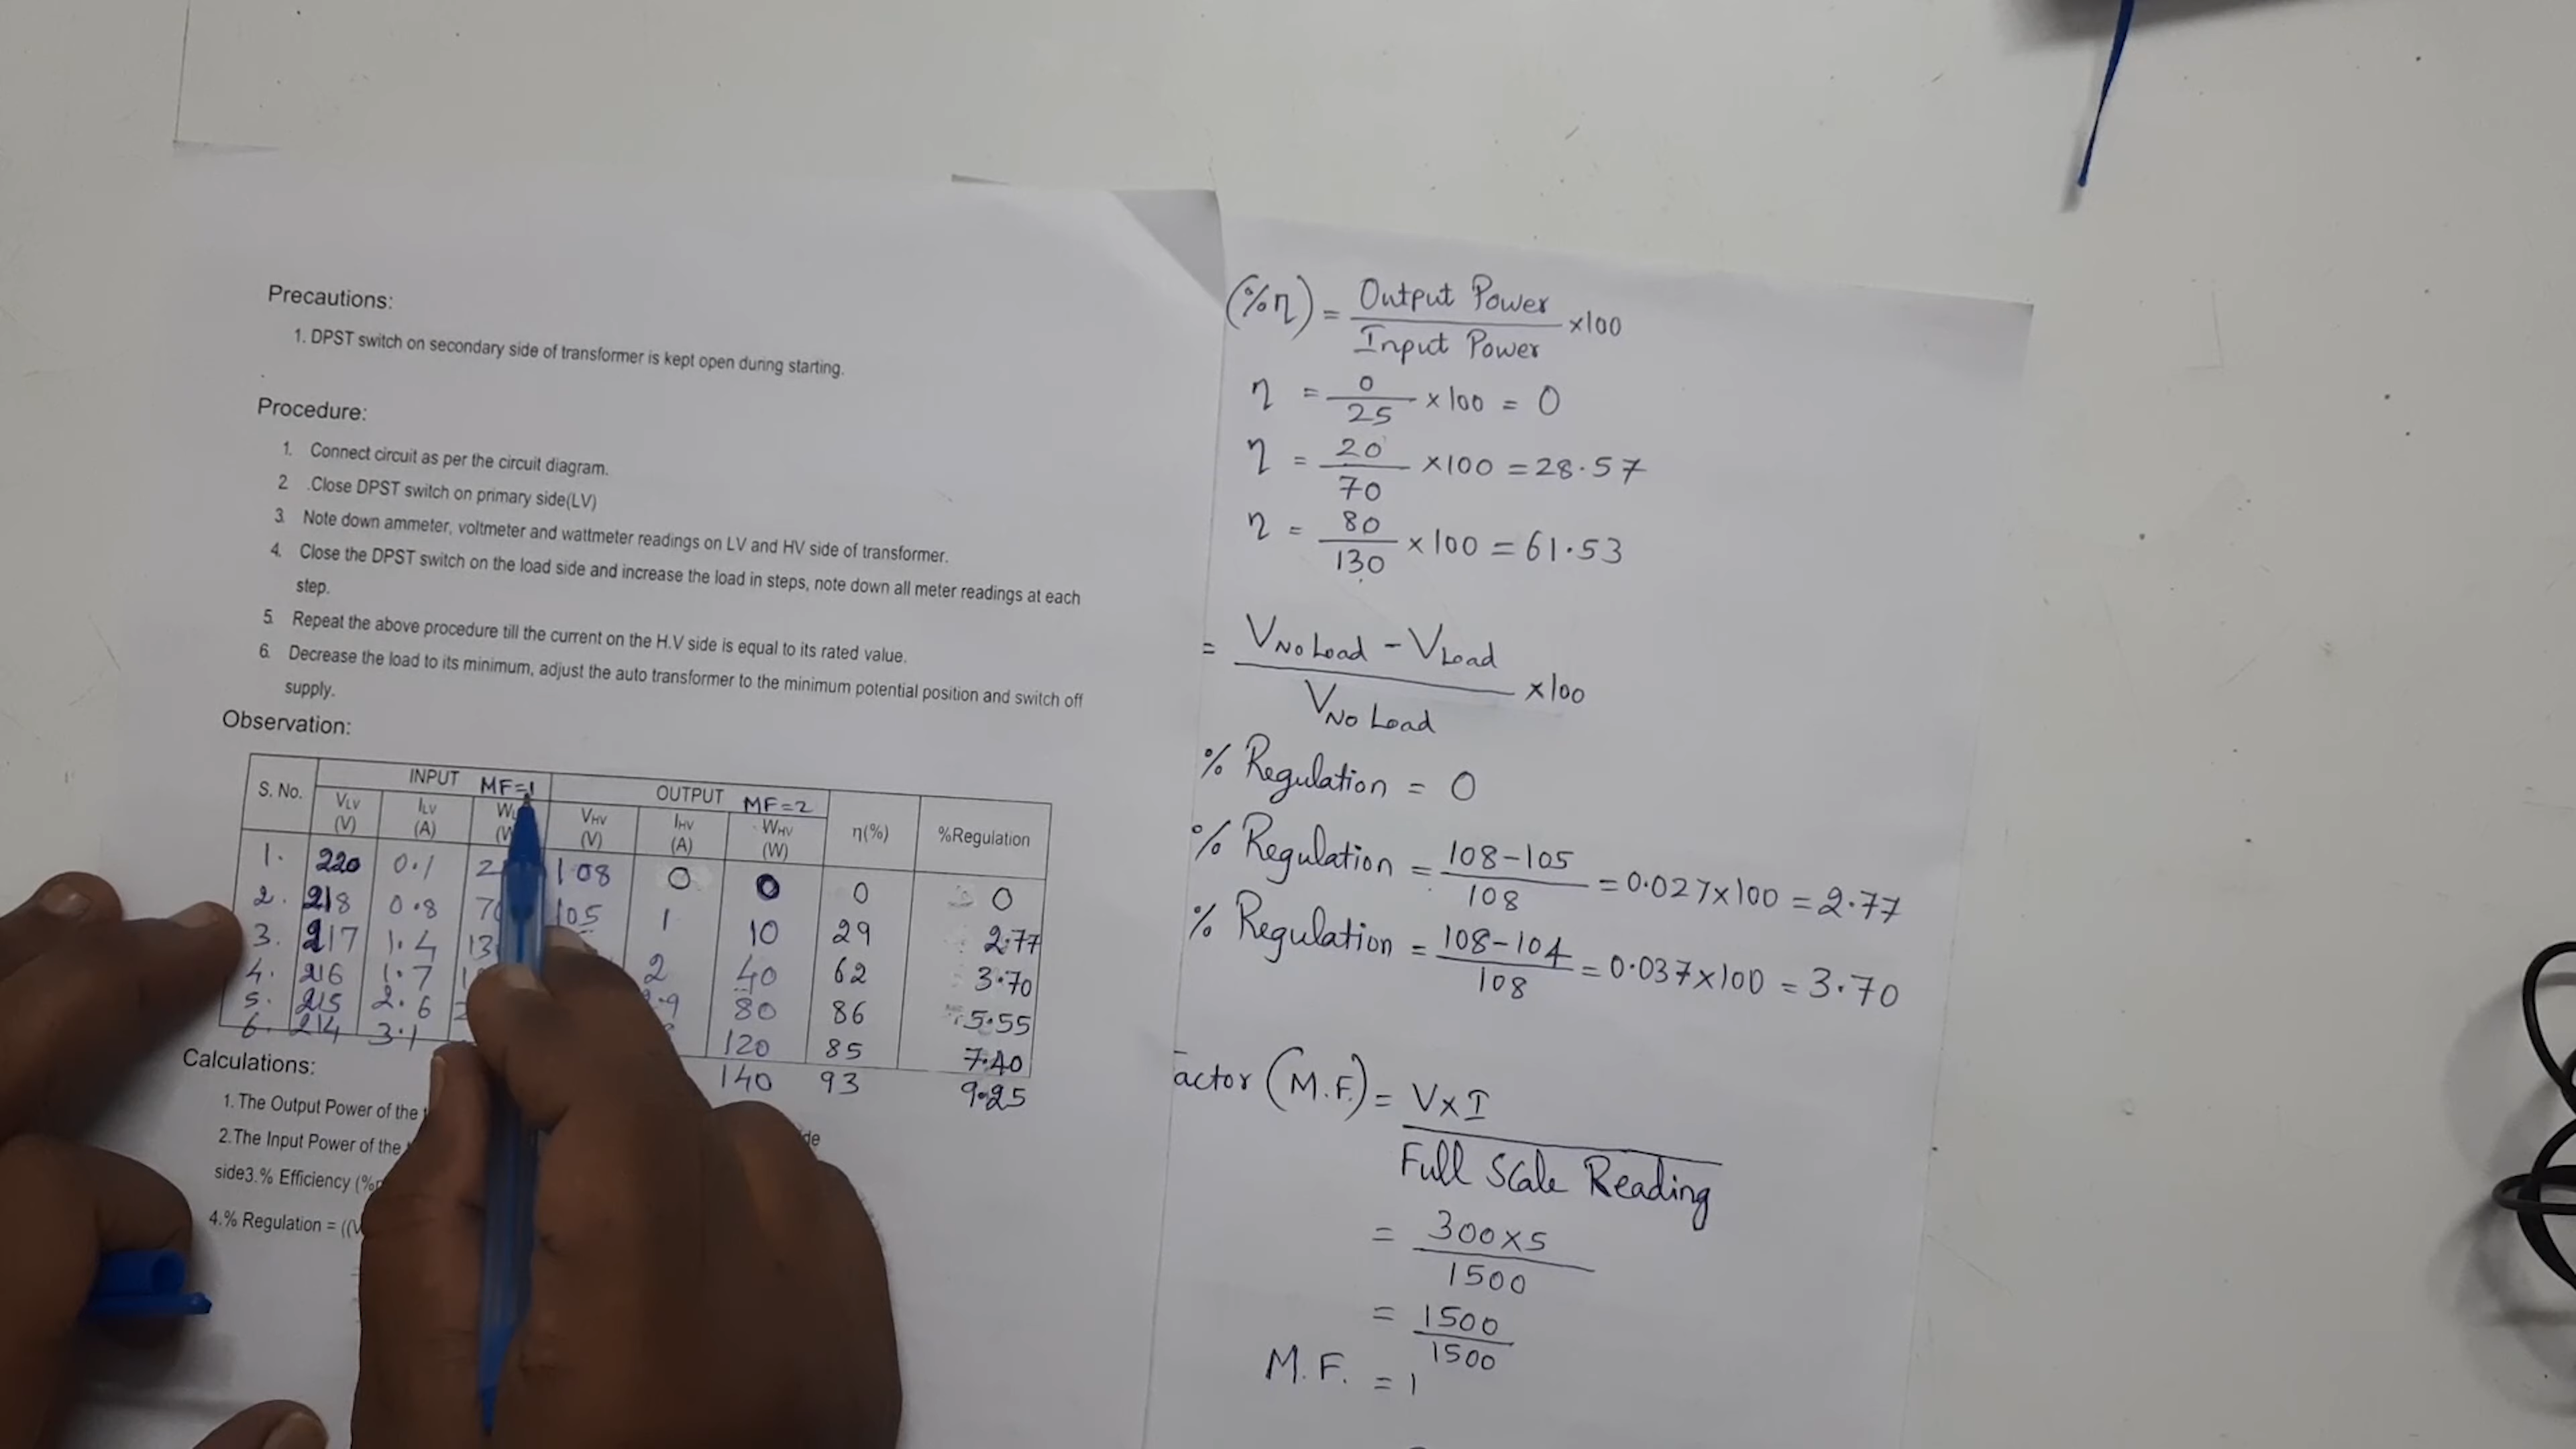 Precautions:
1. DPST switch on secondary side of transformer is kept open during starting.
Procedure:
1. Connect circuit as per the circuit diagram.
2 .Close DPST switch on primary side(LV)
3. Note down ammeter, voltmeter and wattmeter readings on LV and HV side of transformer.
4. Close the DPST switch on the load side and increase the load in steps, note down all meter readings at each
step.
5. Repeat the above procedure till the current on the H.V side is equal to its rated value.
6. Decrease the load to its minimum, adjust the auto transformer to the minimum potential position and switch off
supply.
Observation:
S. No. INPUT MF=1 OUTPUT MF=2 η(%) %Regulation
VLV (V) ILV (A) VHV (V) IHV (A) WHV (W)
1. 220 0.1 108 0 0 0 0
2. 218 0.8 105 1 10 29 2.77
3. 217 1.4 2 40 62 3.70
4. 216 1.7 80 86 5.55
5. 215 2.6 120 85 7.40
6. 214 3.1 140 93 9.25
Calculations:
1. The Output Power of the
2.The Input Power of the
side3.% Efficiency
4.% Regulation =
(%η) = Output Power / Input Power ×100
η = 0/25 × 100 = 0
η = 20/70 ×100 = 28.57
η = 80/130 × 100 = 61.53
= VNo Load - VLoad / VNo Load ×100
% Regulation = 0
% Regulation = 108-105/108 = 0.027×100 = 2.77
% Regulation = 108-104/108 = 0.037×100 = 3.70
actor (M.F.) = V×I / Full Scale Reading
= 300×5/1500
= 1500/1500
M.F. = 1